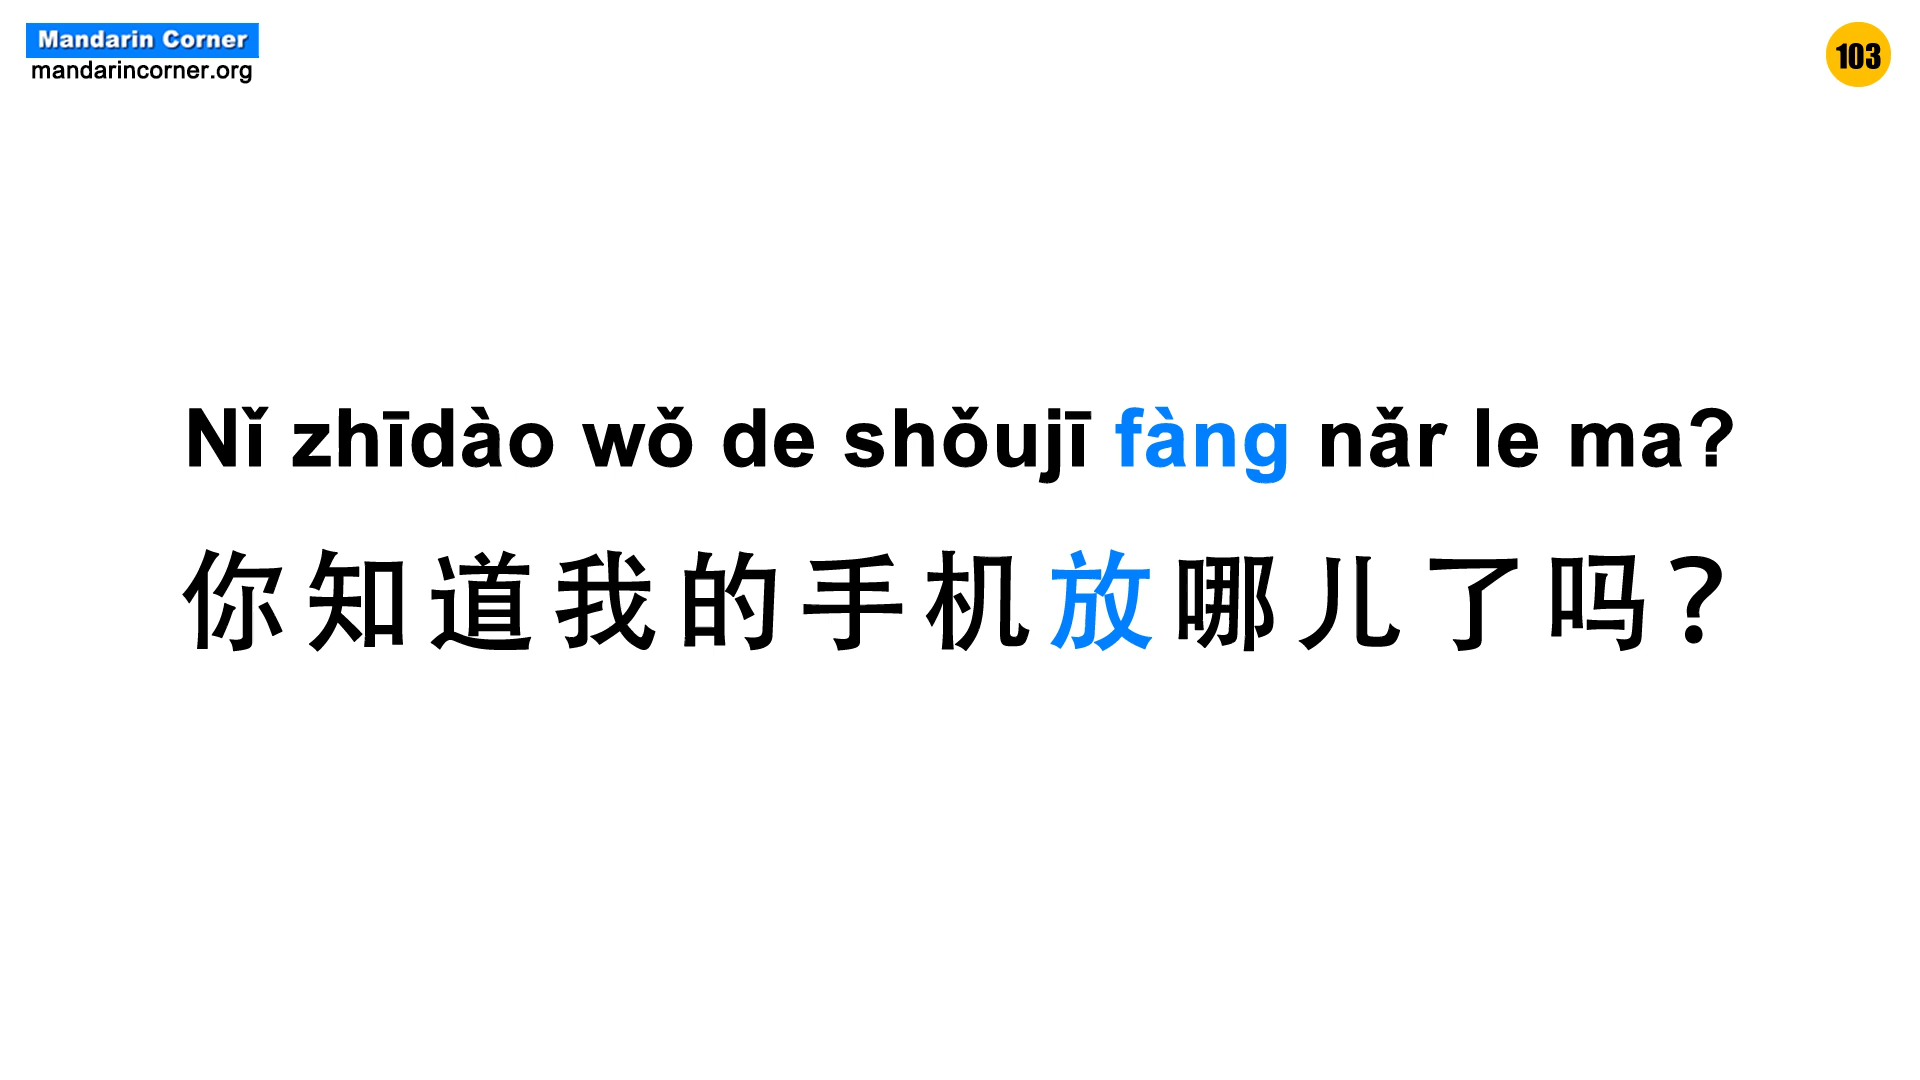 Mandarin Corner
mandarincorner.org
103
Nǐ zhīdào wǒ de shǒujī fàng nǎr le ma?
你知道我的手机放哪儿了吗？